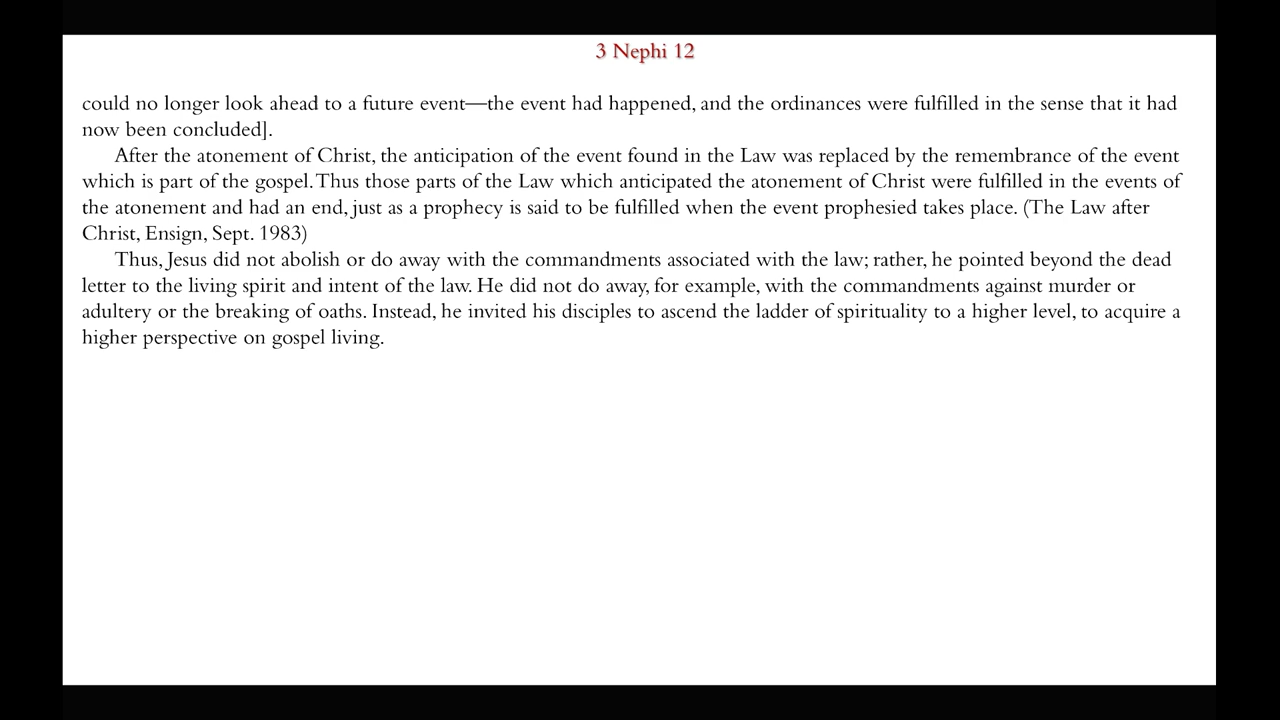 3 Nephi 12
could no longer look ahead to a future event—the event had happened, and the ordinances were fulfilled in the sense that it had
now been concluded].
After the atonement of Christ, the anticipation of the event found in the Law was replaced by the remembrance of the event
which is part of the gospel. Thus those parts of the Law which anticipated the atonement of Christ were fulfilled in the events of
the atonement and had an end, just as a prophecy is said to be fulfilled when the event prophesied takes place. (The Law after
Christ, Ensign, Sept. 1983)
Thus, Jesus did not abolish or do away with the commandments associated with the law; rather, he pointed beyond the dead
letter to the living spirit and intent of the law. He did not do away, for example, with the commandments against murder or
adultery or the breaking of oaths. Instead, he invited his disciples to ascend the ladder of spirituality to a higher level, to acquire a
higher perspective on gospel living.